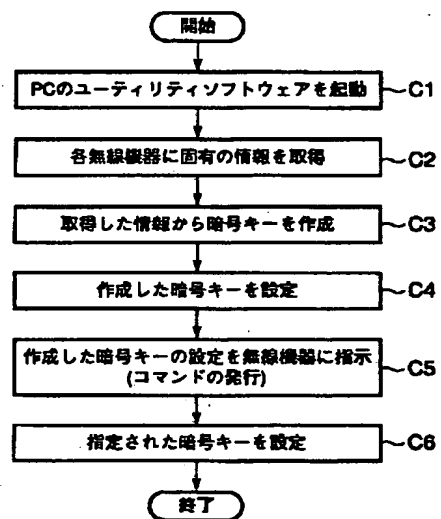 開始
PCのユーティリティソフトウェアを起動
C1
各無線機器に固有の情報を取得
C2
取得した情報から暗号キーを作成
C3
作成した暗号キーを設定
C4
作成した暗号キーの設定を無線機器に指示
(コマンドの発行)
C5
指定された暗号キーを設定
C6
終了